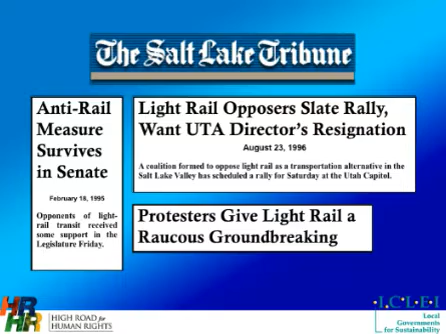 The Salt Lake Tribune
Anti-Rail
Measure
Survives
in Senate
February 18, 1995
Opponents of light-
rail transit received
some support in the
Legislature Friday.
Light Rail Opposers Slate Rally,
Want UTA Director's Resignation
August 23, 1996
A coalition formed to oppose light rail as a transportation alternative in the
Salt Lake Valley has scheduled a rally for Saturday at the Utah Capitol.
Protesters Give Light Rail a
Raucous Groundbreaking
HR
HR
HIGH ROAD for
HUMAN RIGHTS
I.C.L.E.I
Local
Governments
for Sustainability